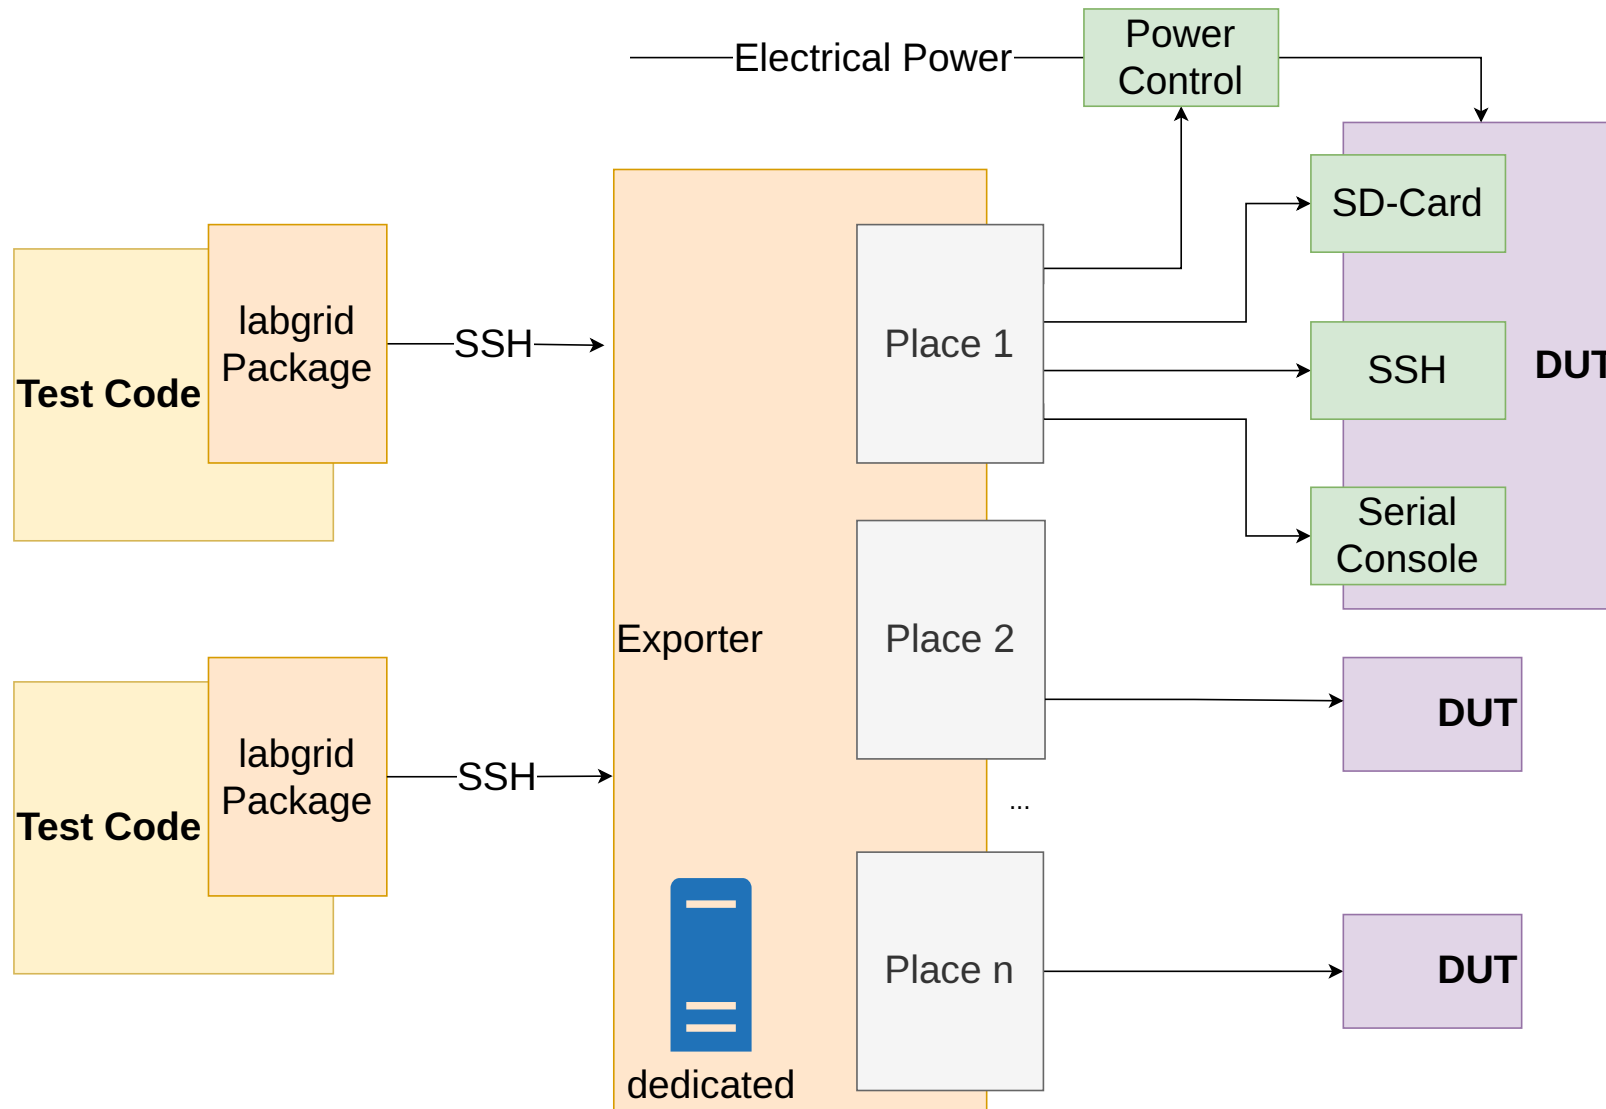 Electrical Power
Power
Control
SD-Card
labgrid
Package
SSH
Test Code
Place 1
SSH
DUT
Serial
Console
Exporter
Place 2
labgrid
Package
SSH
Test Code
DUT
...
Place n
DUT
dedicated